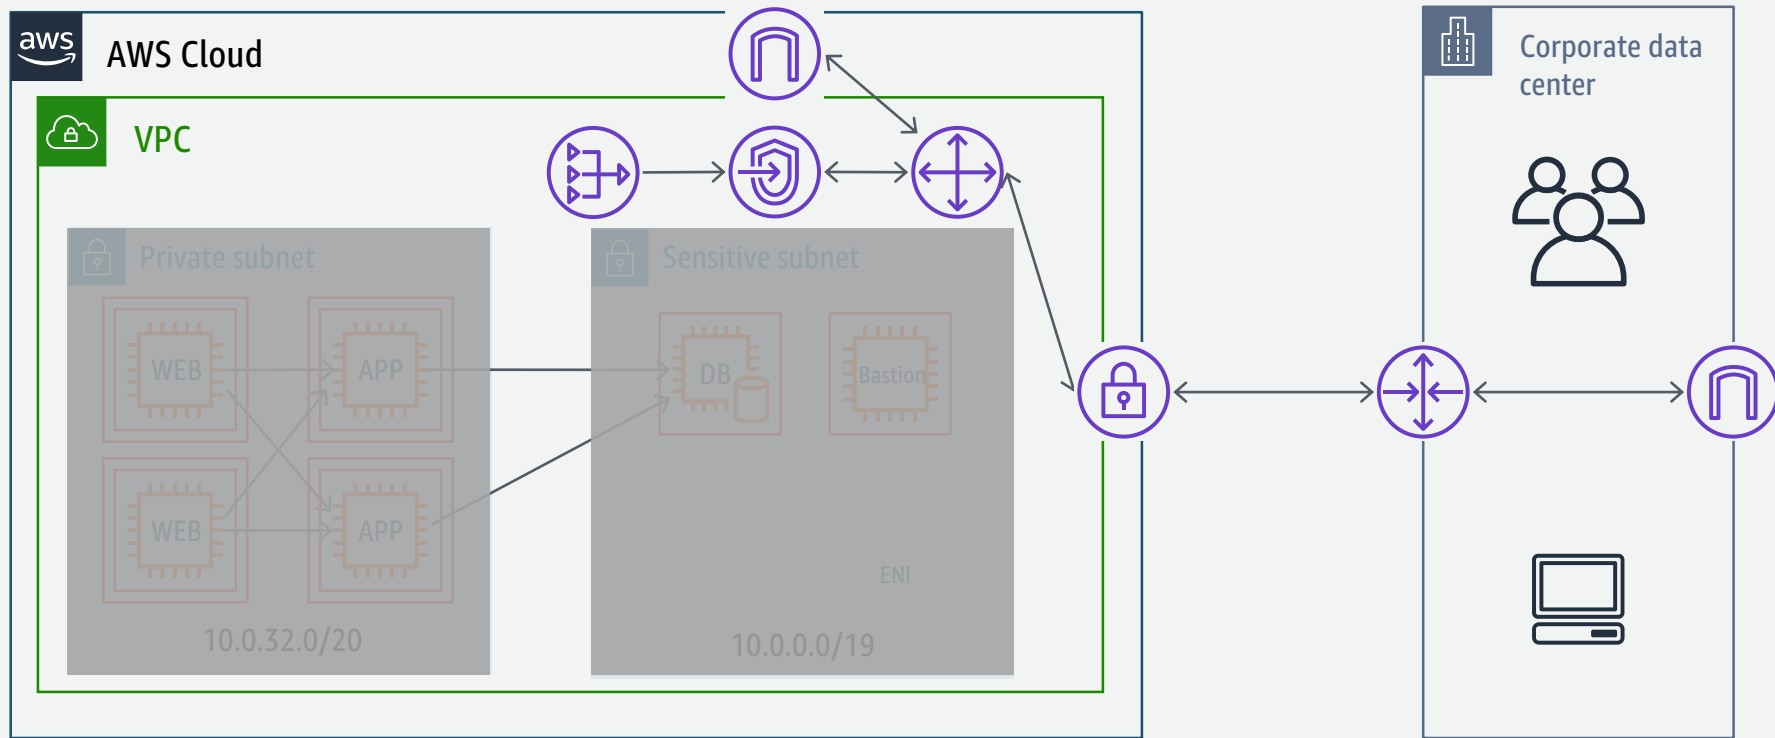 aws
AWS Cloud
Corporate data
center
VPC
Private subnet
Sensitive subnet
WEB
APP
DB
Bastion
WEB
APP
ENI
10.0.32.0/20
10.0.0.0/19